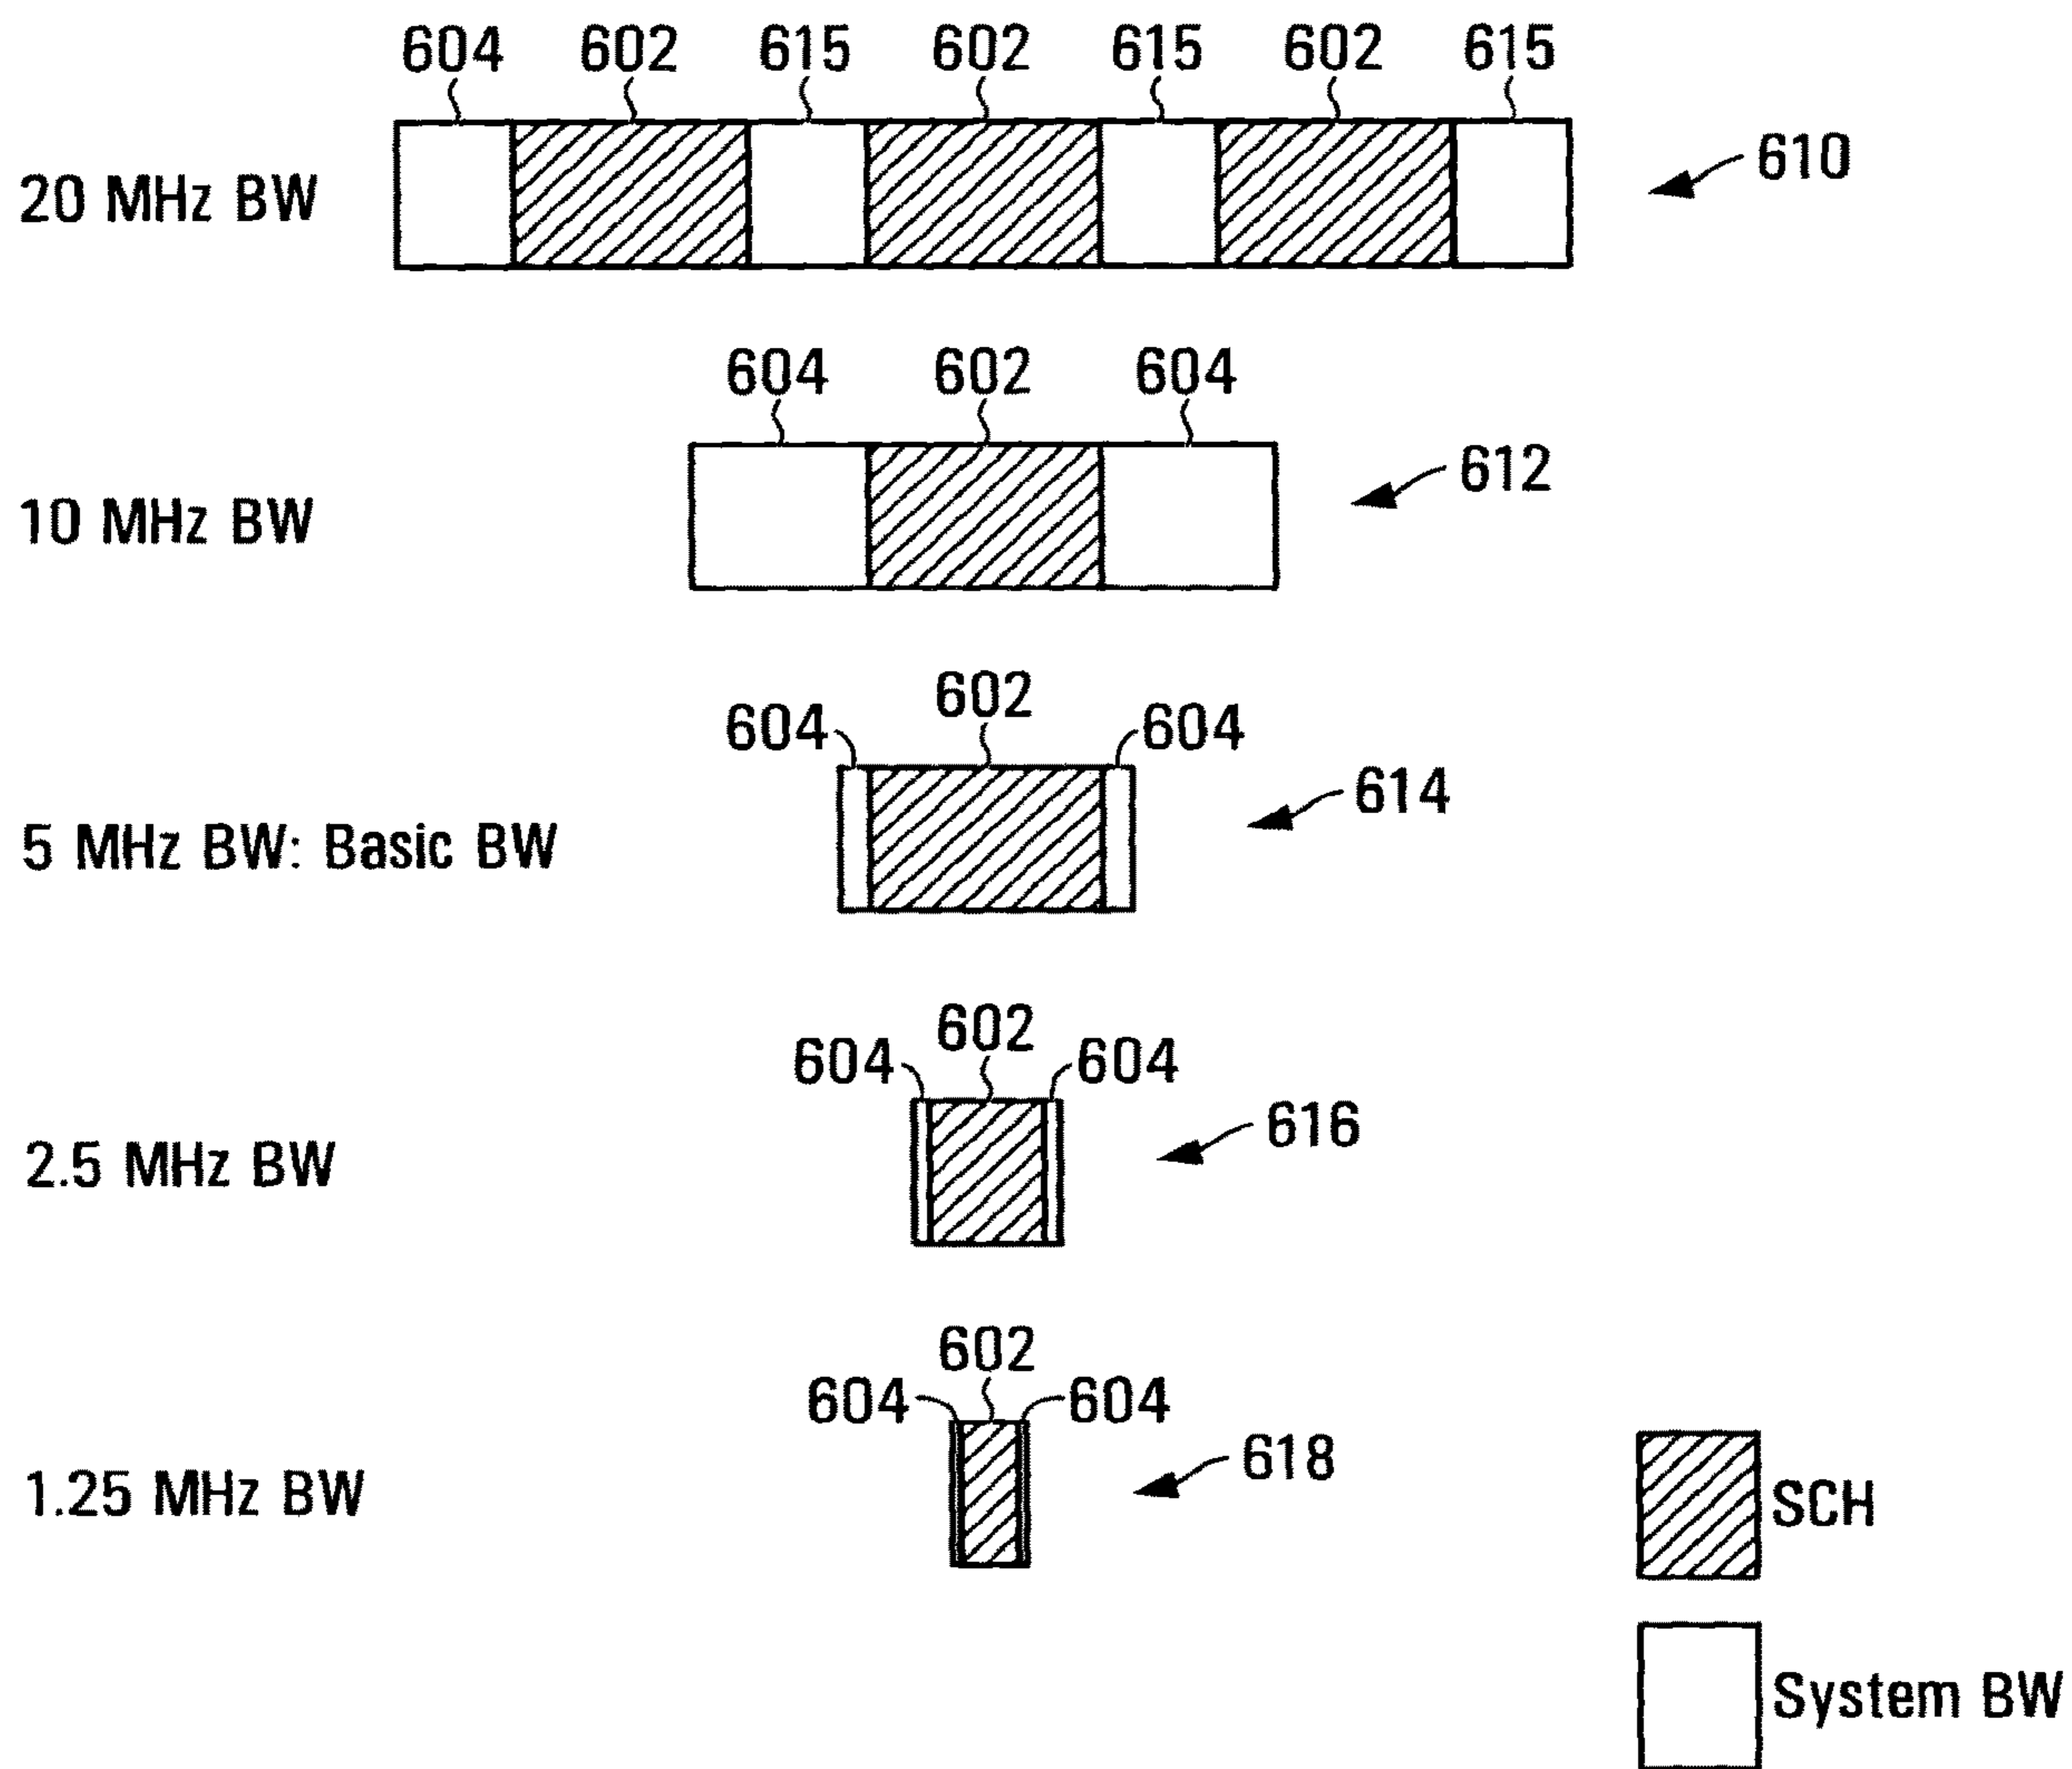 604 602 615 602 615 602 615
20 MHz BW
610
604 602 604
10 MHz BW
612
602
604 604
5 MHz BW: Basic BW
614
602
604 604
2.5 MHz BW
616
602
604 604
1.25 MHz BW
618
SCH
System BW